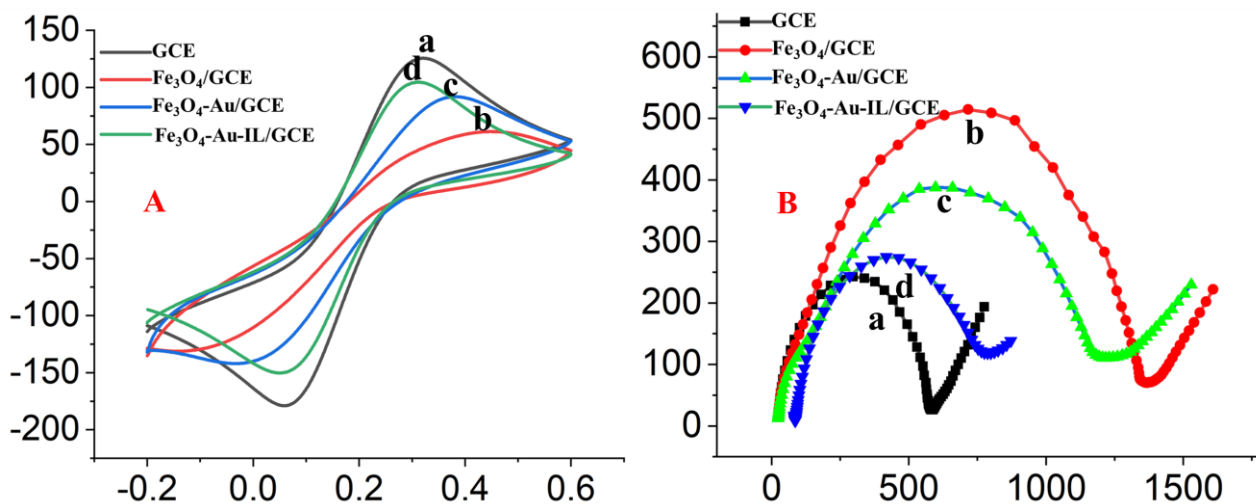 150
100
50
0
-50
-100
-150
-200
-0.2 0.0 0.2 0.4 0.6
GCE
Fe₃O₄/GCE
Fe₃O₄-Au/GCE
Fe₃O₄-Au-IL/GCE
a
d
c
b
A
600
500
400
300
200
100
0
0 500 1000 1500
GCE
Fe₃O₄/GCE
Fe₃O₄-Au/GCE
Fe₃O₄-Au-IL/GCE
b
c
d
a
B